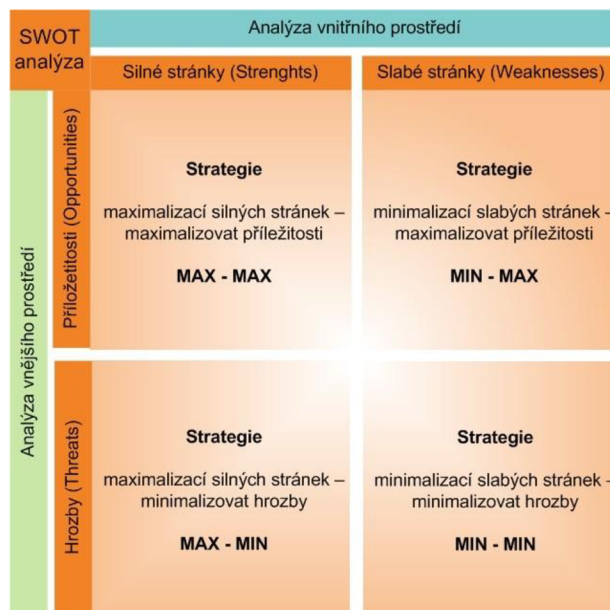 SWOT
analýza
Analýza vnitřního prostředí
Silné stránky (Strenghts)
Slabé stránky (Weaknesses)
Analýza vnějšího prostředí
Příložetitosti (Opportunities)
Strategie
maximalizací silných stránek –
maximalizovat příležitosti
MAX - MAX
Strategie
minimalizací slabých stránek -
maximalizovat příležitosti
MIN - MAX
Hrozby (Threats)
Strategie
maximalizací silných stránek –
minimalizovat hrozby
MAX - MIN
Strategie
minimalizací slabých stránek -
minimalizovat hrozby
MIN - MIN